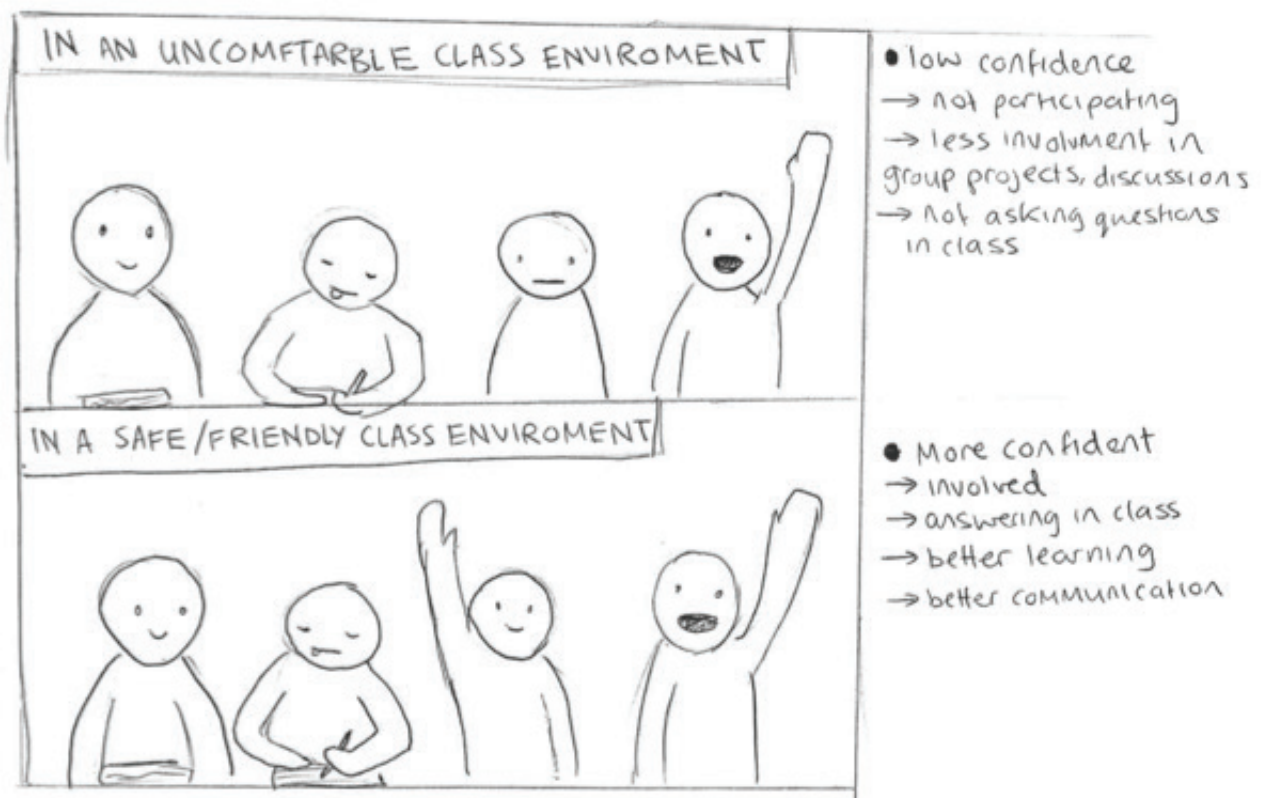 IN AN UNCOMFTARBLE CLASS ENVIROMENT
• low confidence
→ not participating
→ less involvment in
group projects, discussions
→ not asking questions
in class
IN A SAFE/FRIENDLY CLASS ENVIROMENT
• More confident
→ involved
→ answering in class
→ better learning
→ better communication